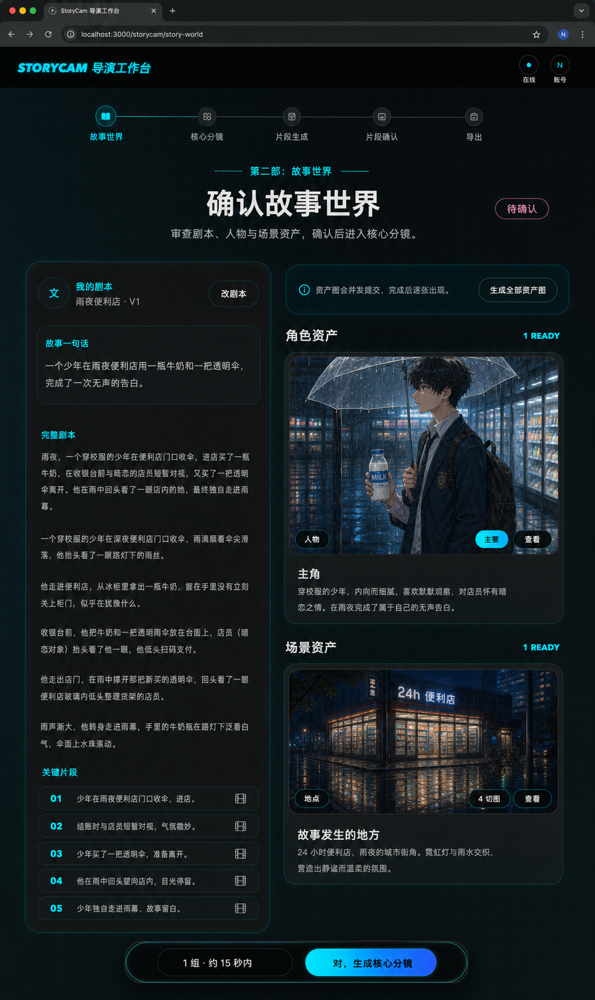 StoryCam 导演工作台
localhost:3000/storycam/story-world
N
STORYCAM 导演工作台
在线
N
账号
故事世界
核心分镜
片段生成
片段确认
导出
第二部：故事世界
确认故事世界
待确认
审查剧本、人物与场景资产，确认后进入核心分镜。
文
我的剧本
雨夜便利店 · V1
改剧本
故事一句话
一个少年在雨夜便利店用一瓶牛奶和一把透明伞，
完成了一次无声的告白。
完整剧本
雨夜，一个穿校服的少年在便利店门口收伞，进店买了一瓶
牛奶，在收银台前与暗恋的店员短暂对视，又买了一把透明
伞离开。他在雨中回头看了一眼店内的她，最终独自走进雨
幕。
一个穿校服的少年在深夜便利店门口收伞，雨滴顺着伞尖滑
落，他抬头看了一眼路灯下的雨丝。
他走进便利店，从冰柜里拿出一瓶牛奶，握在手里没有立刻
关上柜门，似乎在犹豫什么。
收银台前，他把牛奶和一把透明雨伞放在台面上，店员（暗
恋对象）抬头看了他一眼，他低头扫码支付。
他走出店门，在雨中撑开那把新买的透明伞，回头看了一眼
便利店玻璃内低头整理货架的店员。
雨声渐大，他转身走进雨幕，手里的牛奶瓶在路灯下泛着白
气，伞面上水珠滚动。
关键片段
01 少年在雨夜便利店门口收伞，进店。
02 结账时与店员短暂对视，气氛微妙。
03 少年买了一把透明伞，准备离开。
04 他在雨中回头望向店内，目光停留。
05 少年独自走进雨幕，故事留白。
资产图会并发提交，完成后逐张出现。
生成全部资产图
角色资产
1 READY
MILK
人物
主要
查看
主角
穿校服的少年，内向而细腻，喜欢默默观察，对店员怀有暗
恋之情。在雨夜完成了属于自己的无声告白。
场景资产
1 READY
24h 便利店
地点
4 切图
查看
故事发生的地方
24 小时便利店，雨夜的城市街角。霓虹灯与雨水交织，
营造出静谧而温柔的氛围。
1 组 · 约 15 秒内
对，生成核心分镜